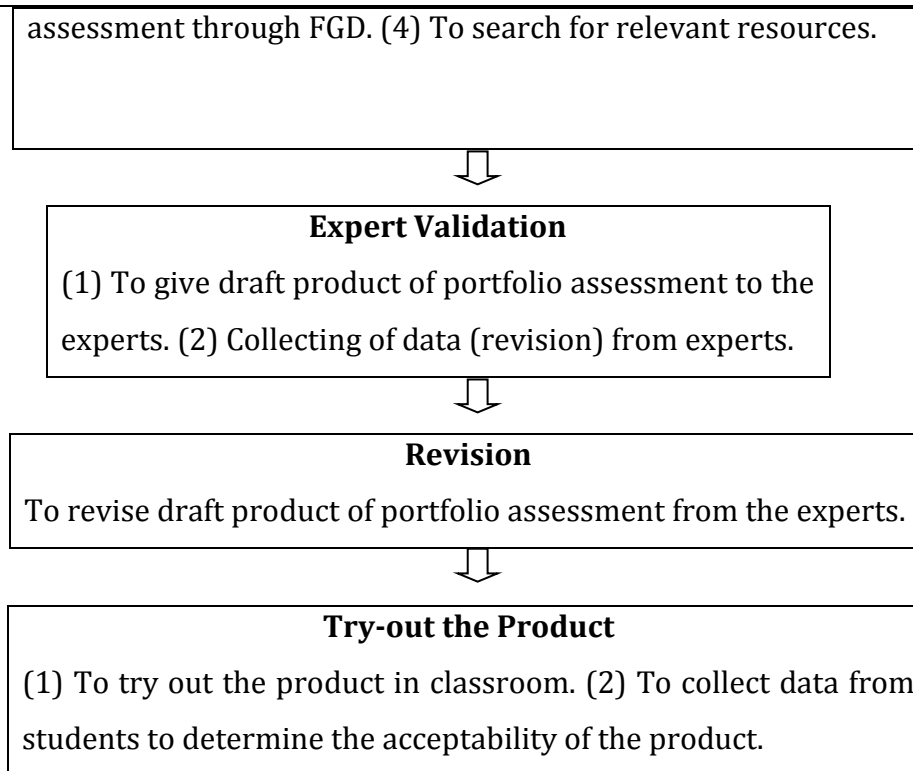 assessment through FGD. (4) To search for relevant resources.
Expert Validation
(1) To give draft product of portfolio assessment to the
experts. (2) Collecting of data (revision) from experts.
Revision
To revise draft product of portfolio assessment from the experts.
Try-out the Product
(1) To try out the product in classroom. (2) To collect data from
students to determine the acceptability of the product.